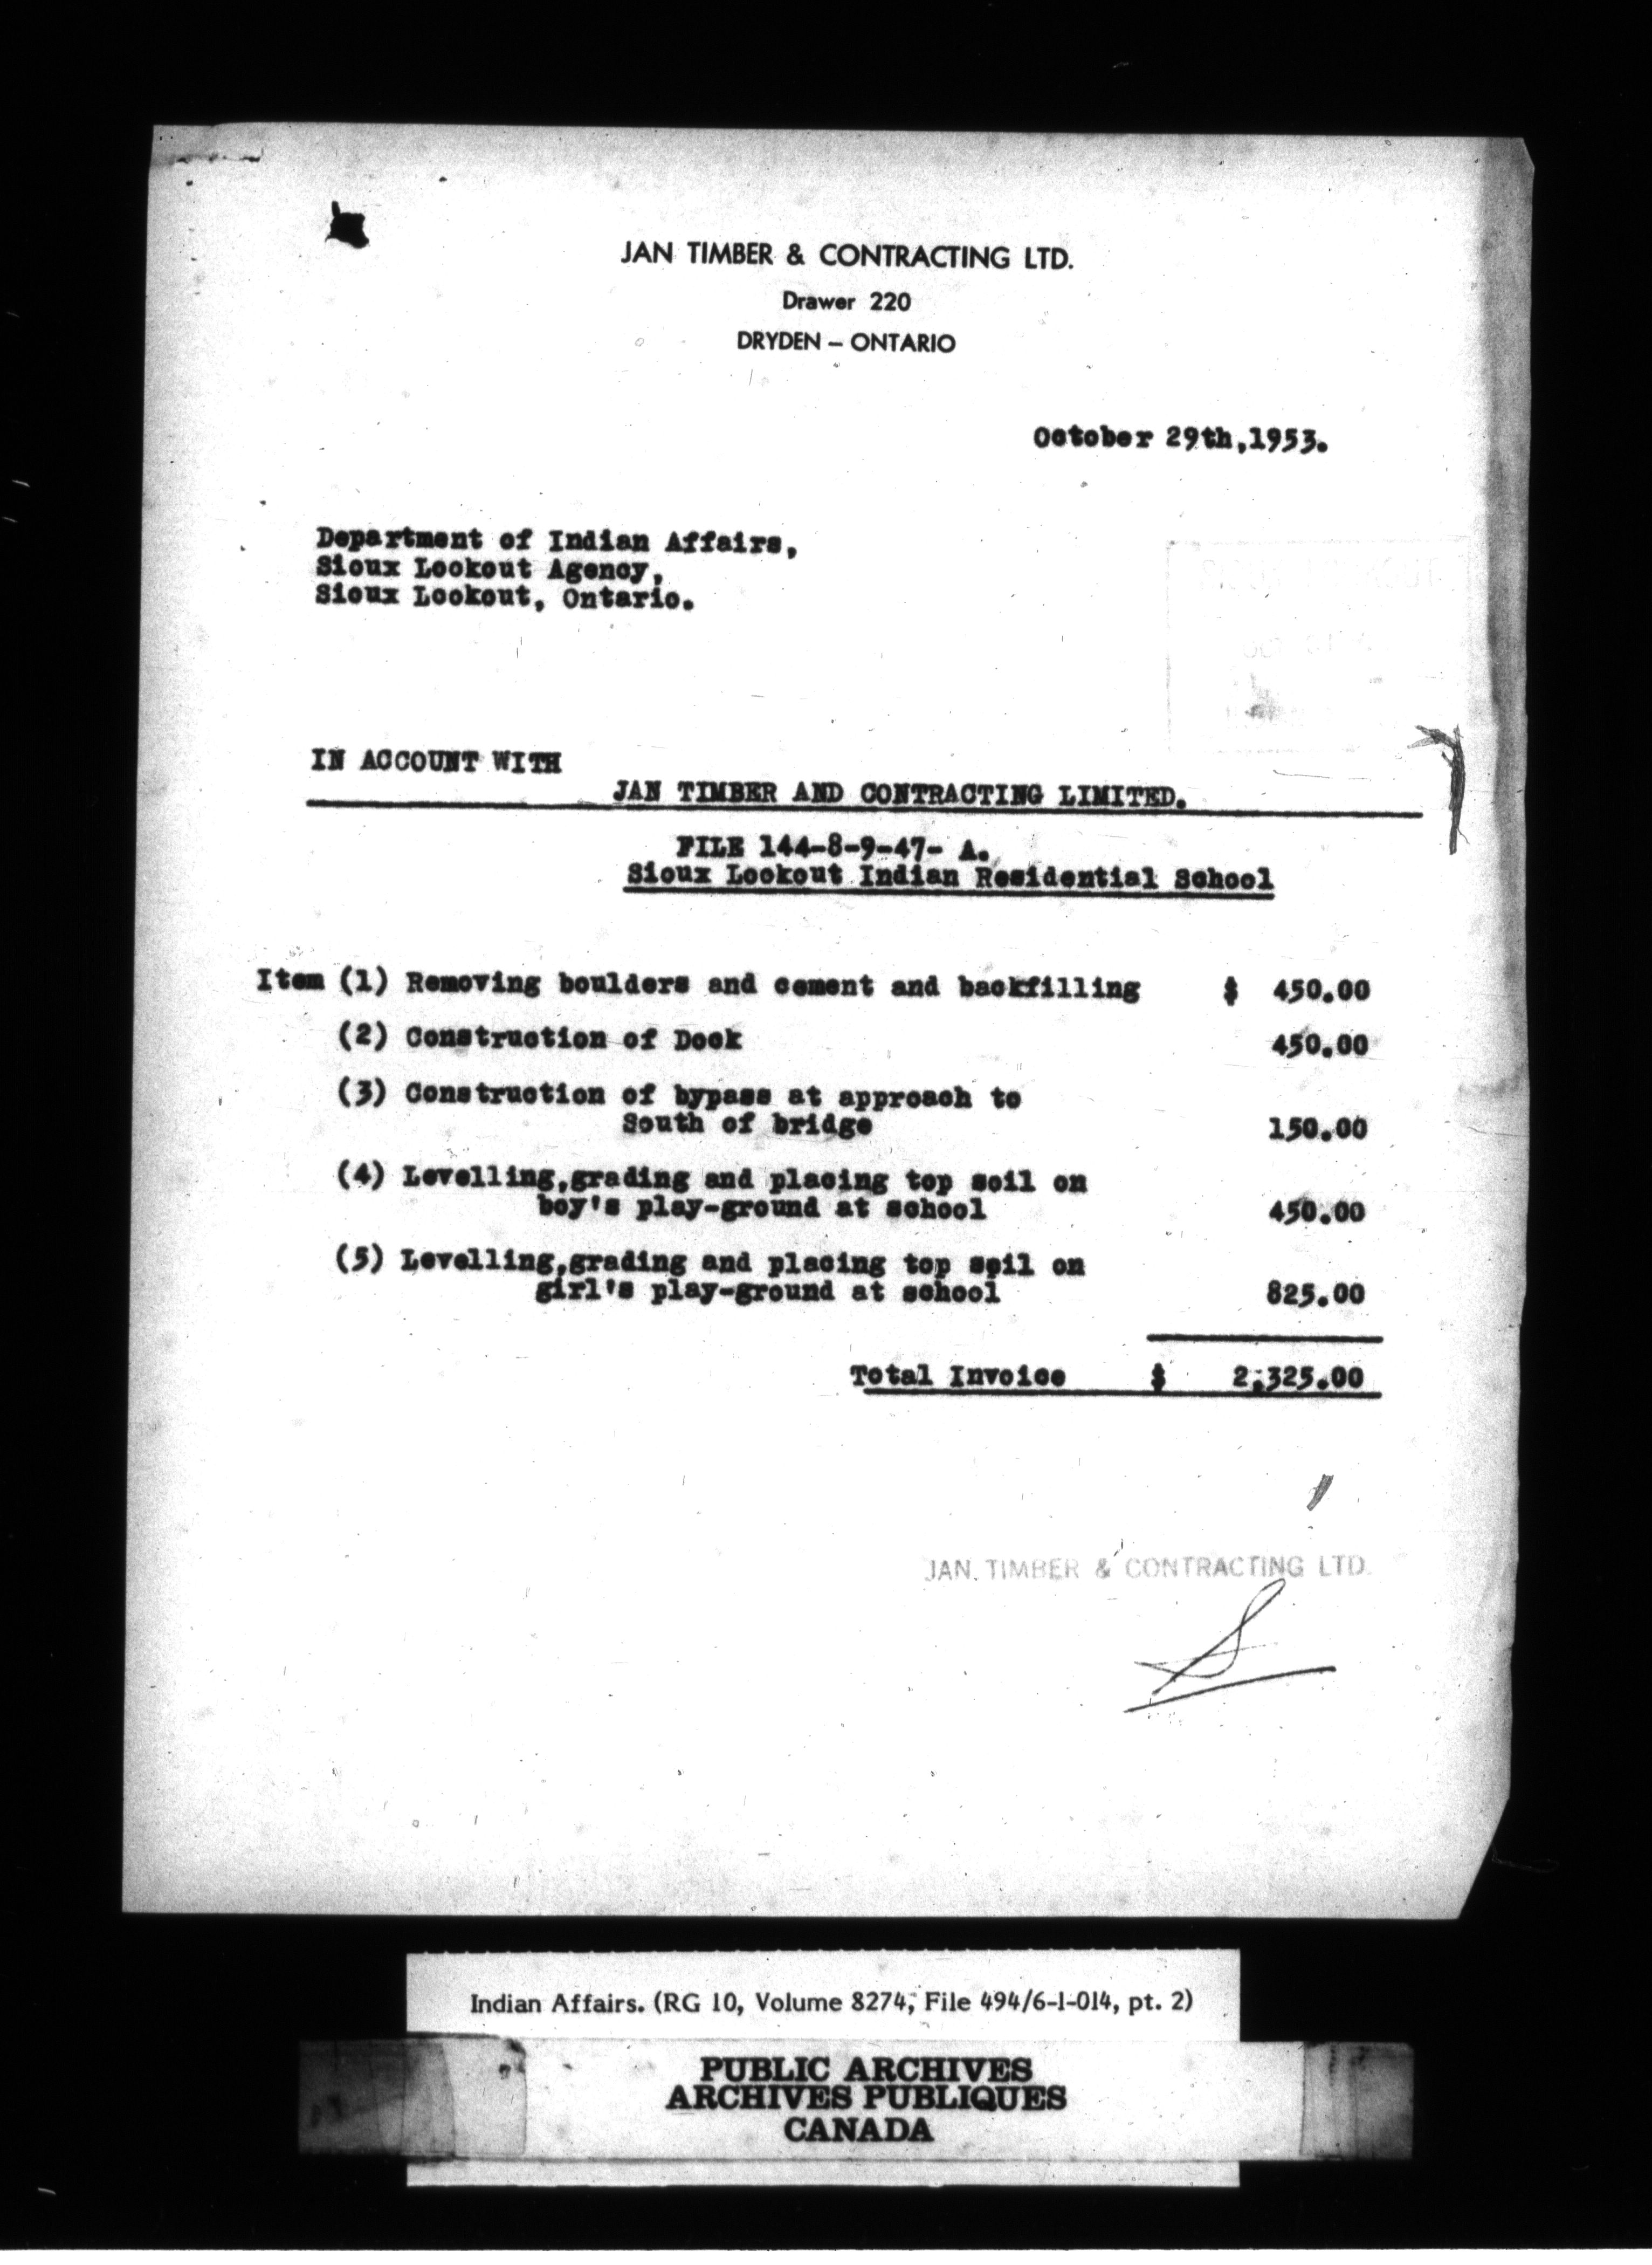 JAN TIMBER & CONTRACTING LTD.
Drawer 220
DRYDEN – ONTARIO
October 29th,1953.
Department of Indian Affairs,
Sioux Lookout Agency,
Sioux Lookout, Ontario.
IN ACCOUNT WITH
JAN TIMBER AND CONTRACTING LIMITED.
FILE 144-8-9-47- A.
Sioux Lookout Indian Residential School
Item (1) Removing boulders and cement and backfilling $ 450.00
(2) Construction of Dock 450.00
(3) Construction of bypass at approach to
South of bridge 150.00
(4) Levelling,grading and placing top soil on
boy's play-ground at school 450.00
(5) Levelling,grading and placing top soil on
girl's play-ground at school 825.00
Total Invoice $ 2,325.00
JAN. TIMBER & CONTRACTING LTD.
Indian Affairs. (RG 10, Volume 8274, File 494/6-1-014, pt. 2)
PUBLIC ARCHIVES
ARCHIVES PUBLIQUES
CANADA